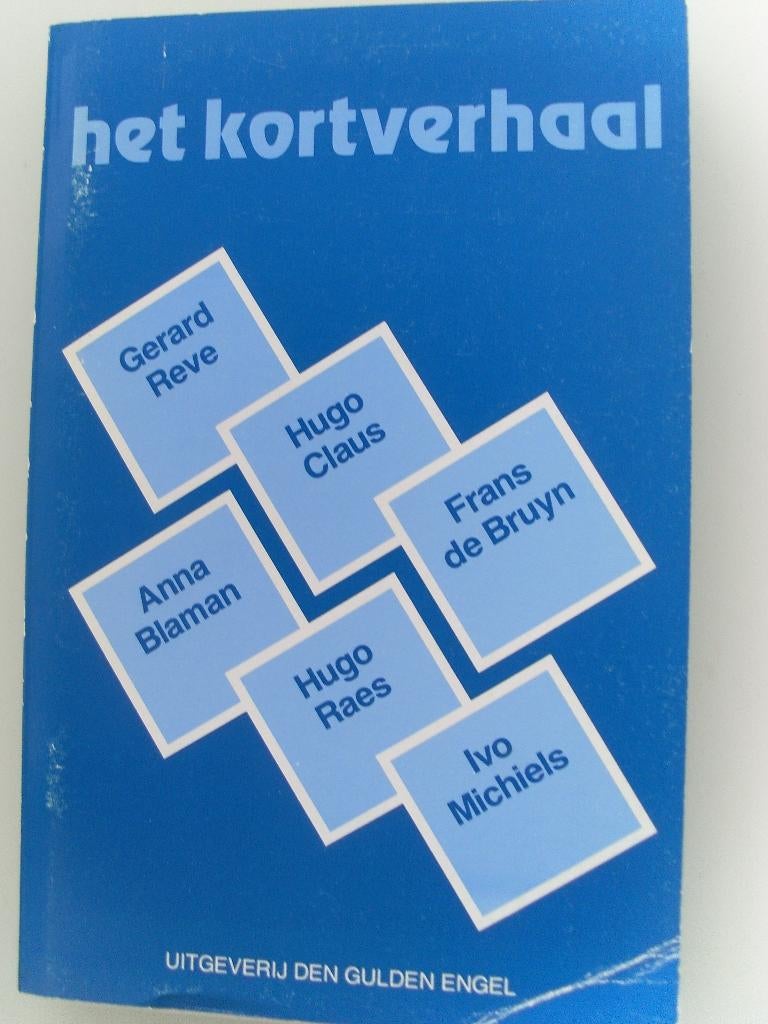 het kortverhaal
Gerard
Reve
Hugo
Claus
Frans
de Bruyn
Anna
Blaman
Hugo
Raes
Ivo
Michiels
UITGEVERIJ DEN GULDEN ENGEL